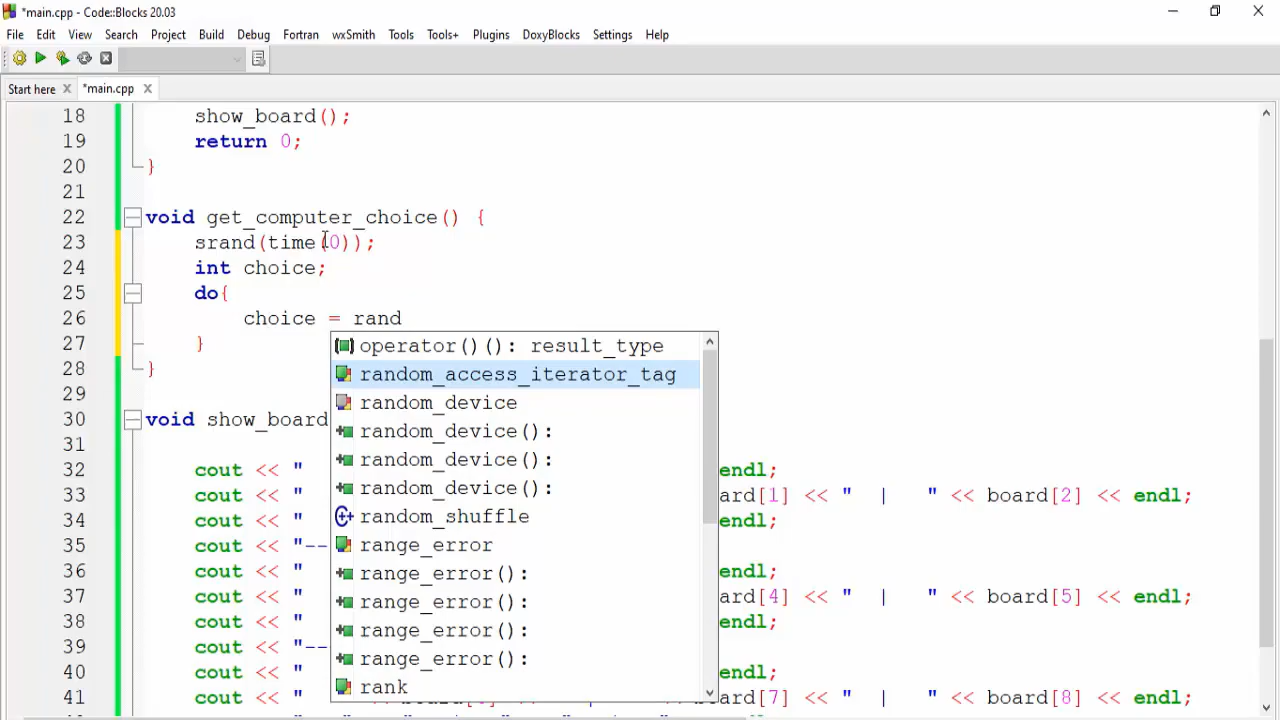 *main.cpp - Code::Blocks 20.03
File Edit View Search Project Build Debug Fortran wxSmith Tools Tools+ Plugins DoxyBlocks Settings Help
Start here *main.cpp
18 show_board();
19 return 0;
20 }
21
22 void get_computer_choice() {
23 srand(time(0));
24 int choice;
25 do{
26 choice = rand
27 }
28 }
29
30 void show_board
31
32 cout << " endl;
33 cout << " ard[1] << " | " << board[2] << endl;
34 cout << " endl;
35 cout << "--
36 cout << " endl;
37 cout << " ard[4] << " | " << board[5] << endl;
38 cout << " endl;
39 cout << "--
40 cout << " endl;
41 cout << " ard[7] << " | " << board[8] << endl;
operator()(): result_type
random_access_iterator_tag
random_device
random_device():
random_device():
random_device():
random_shuffle
range_error
range_error():
range_error():
range_error():
range_error():
rank